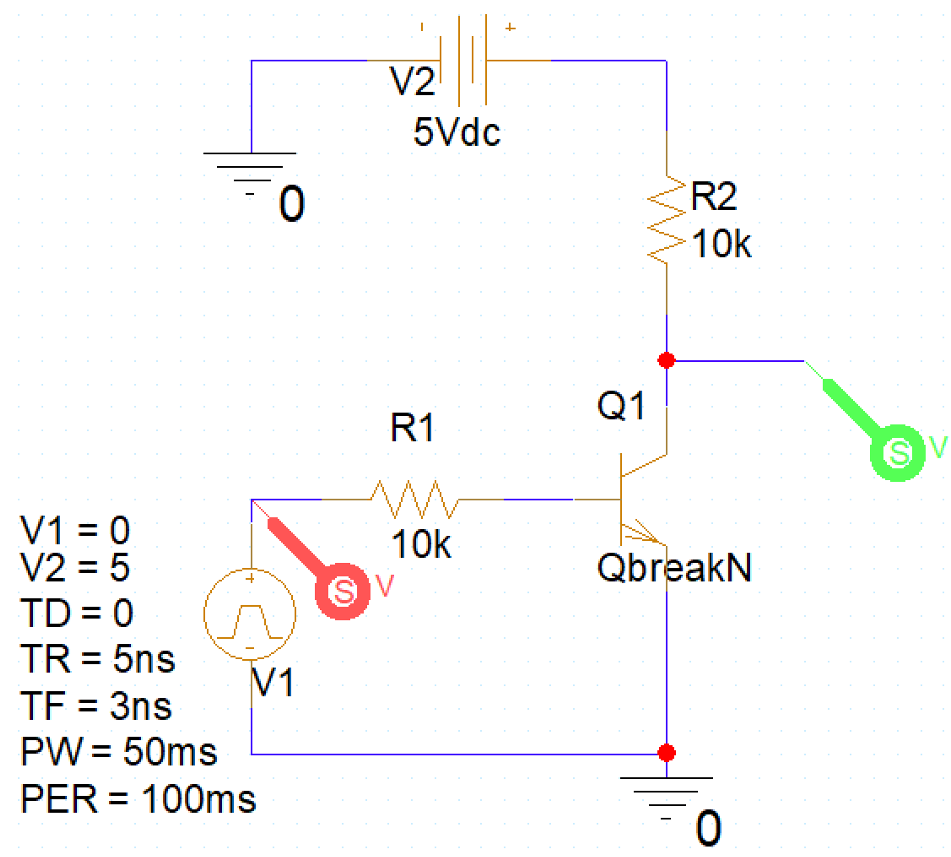 - +
V2
5Vdc
0
R2
10k
Q1
R1
10k
QbreakN
S V
S V
V1 = 0
V2 = 5
TD = 0
TR = 5ns
TF = 3ns
PW = 50ms
PER = 100ms
+
-
V1
0